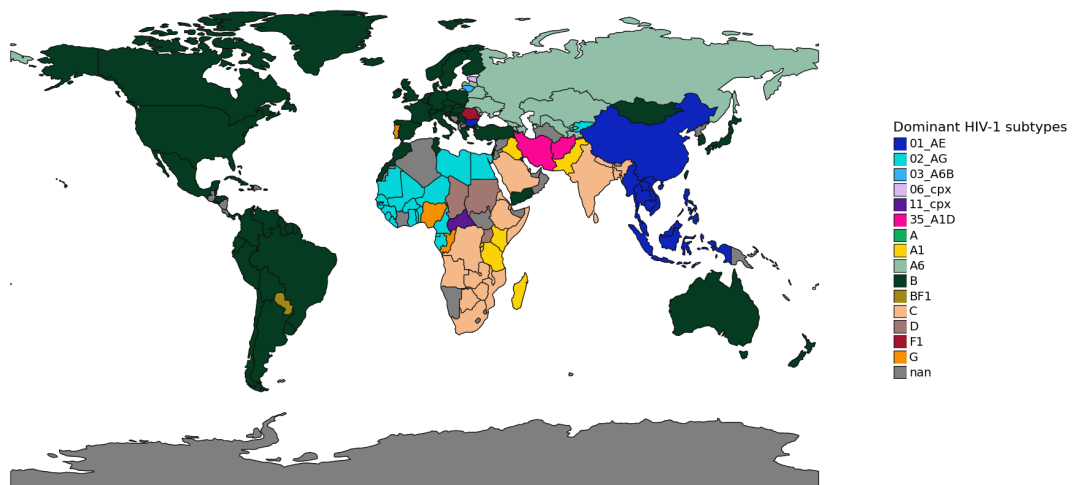 Dominant HIV-1 subtypes
01_AE
02_AG
03_A6B
06_cpx
11_cpx
35_A1D
A
A1
A6
B
BF1
C
D
F1
G
nan